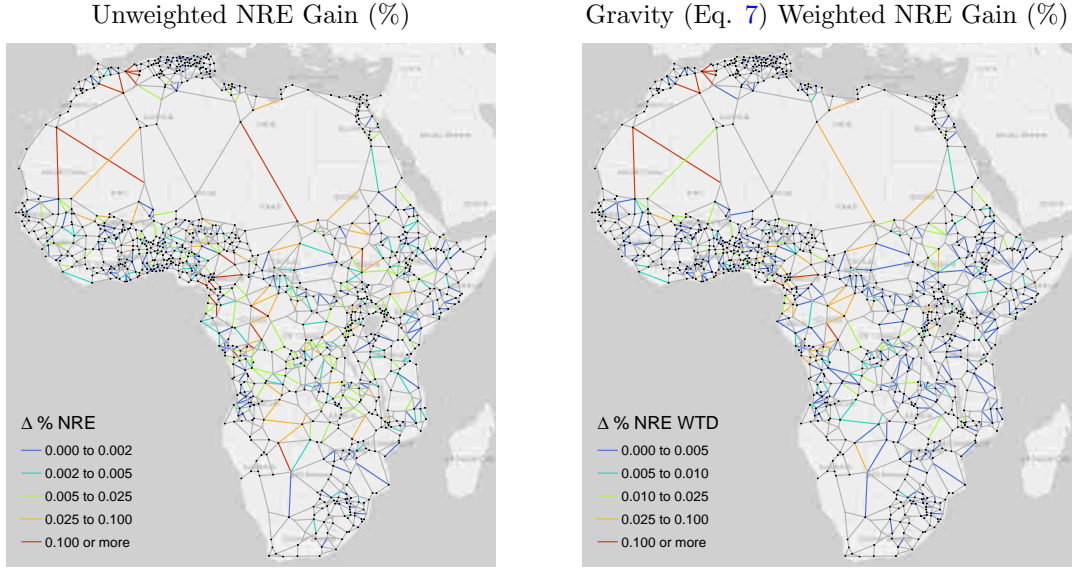 Unweighted NRE Gain (%)
Gravity (Eq. 7) Weighted NRE Gain (%)
Δ % NRE
0.000 to 0.002
0.002 to 0.005
0.005 to 0.025
0.025 to 0.100
0.100 or more
Δ % NRE WTD
0.000 to 0.005
0.005 to 0.010
0.010 to 0.025
0.025 to 0.100
0.100 or more